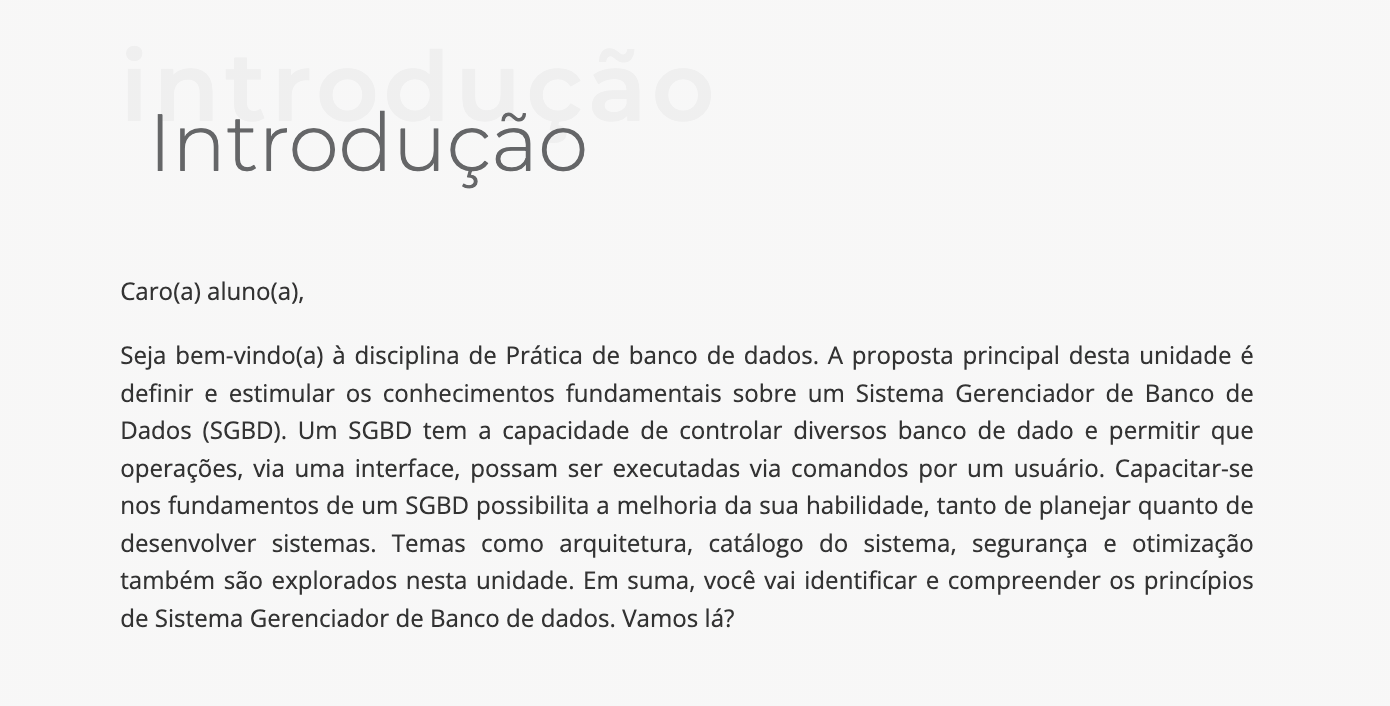 introdução
Introdução
Caro(a) aluno(a),
Seja bem-vindo(a) à disciplina de Prática de banco de dados. A proposta principal desta unidade é
definir e estimular os conhecimentos fundamentais sobre um Sistema Gerenciador de Banco de
Dados (SGBD). Um SGBD tem a capacidade de controlar diversos banco de dado e permitir que
operações, via uma interface, possam ser executadas via comandos por um usuário. Capacitar-se
nos fundamentos de um SGBD possibilita a melhoria da sua habilidade, tanto de planejar quanto de
desenvolver sistemas. Temas como arquitetura, catálogo do sistema, segurança e otimização
também são explorados nesta unidade. Em suma, você vai identificar e compreender os princípios
de Sistema Gerenciador de Banco de dados. Vamos lá?